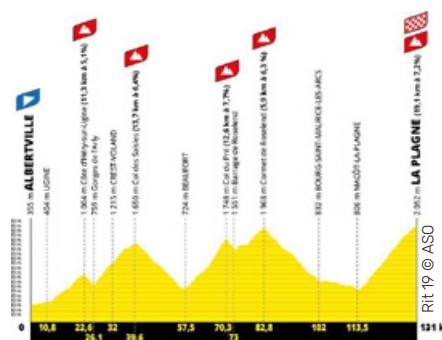 355 m ALBERTVILLE
404 m UGINE
1 064 m Côte d'Héry-sur-Ugine (11,3 km à 5,1%)
759 m Gorges de l'Arly
1 215 m CREST-VOLAND
1 650 m Col des Saisies (13,7 km à 6,4%)
724 m BEAUFORT
1 748 m Col du Pré (12,6 km à 7,7%)
1 561 m Barrage de Roselend
1 968 m Cormet de Roselend (5,9 km à 6,3 %)
832 m BOURG-SAINT-MAURICE-LES-ARCS
806 m MACÔT-LA-PLAGNE
2 052 m LA PLAGNE (19,1 km à 7,2%)
0 10,8 22,6 26,1 32 39,6 57,5 70,3 73 82,8 102 113,5 131 k
Rit 19 © ASO